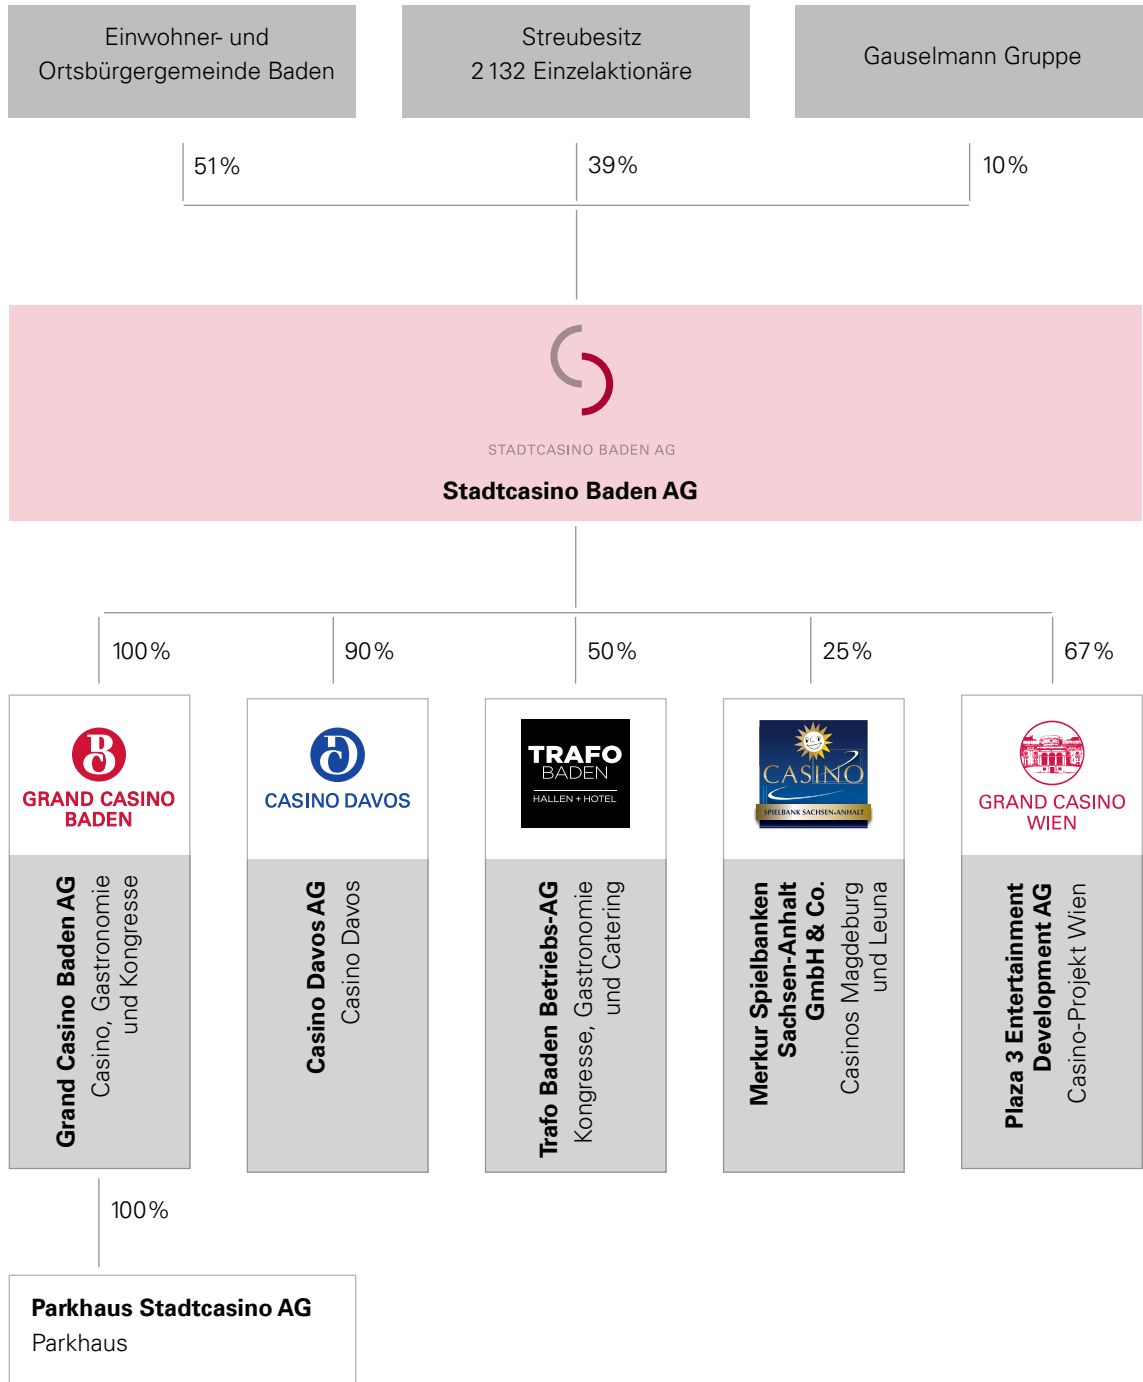 Einwohner- und
Ortsbürgergemeinde Baden
Streubesitz
2 132 Einzelaktionäre
Gauselmann Gruppe
51%
39%
10%
STADTCASINO BADEN AG
Stadtcasino Baden AG
100%
90%
50%
25%
67%
GRAND CASINO
BADEN
CASINO DAVOS
TRAFO
BADEN
HALLEN + HOTEL
CASINO
SPIELBANK SACHSEN-ANHALT
GRAND CASINO
WIEN
Grand Casino Baden AG
Casino, Gastronomie
und Kongresse
Casino Davos AG
Casino Davos
Trafo Baden Betriebs-AG
Kongresse, Gastronomie
und Catering
Merkur Spielbanken
Sachsen-Anhalt
GmbH & Co.
Casinos Magdeburg
und Leuna
Plaza 3 Entertainment
Development AG
Casino-Projekt Wien
100%
Parkhaus Stadtcasino AG
Parkhaus